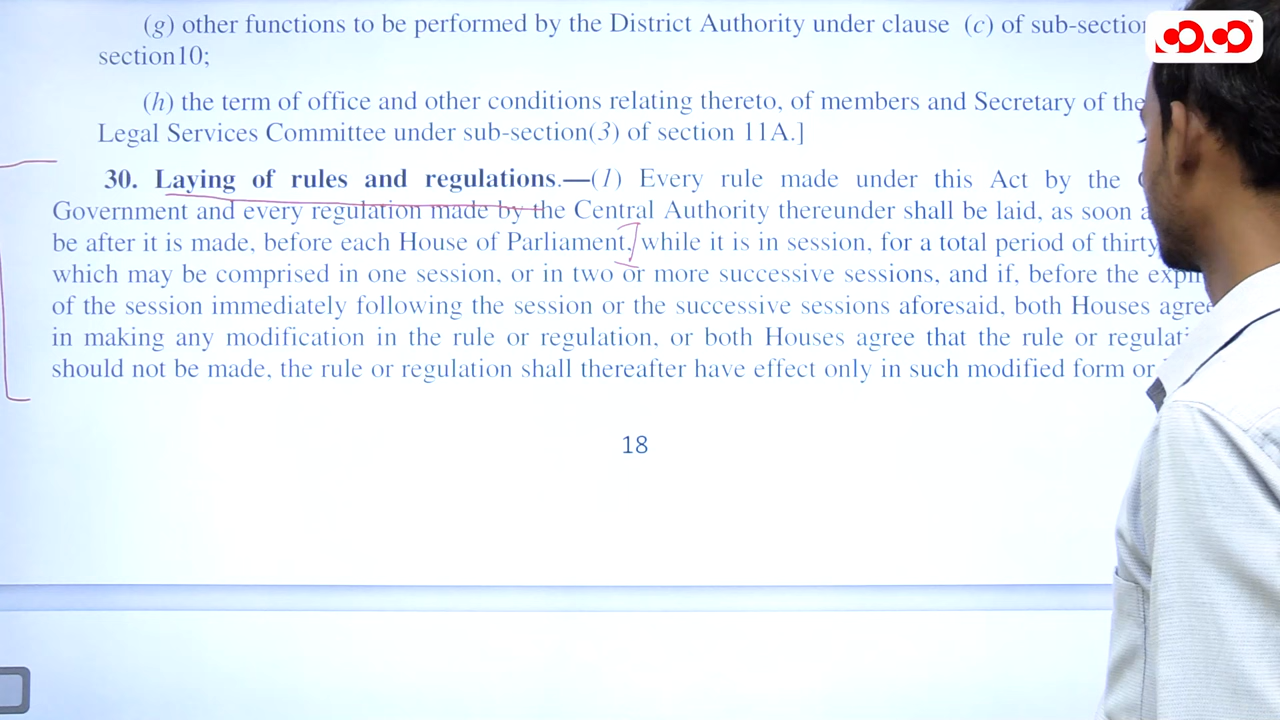 (g) other functions to be performed by the District Authority under clause (c) of
section10;
(h) the term of office and other conditions relating thereto, of members and Secretary of the
Legal Services Committee under sub-section(3) of section 11A.]
30. Laying of rules and regulations.—(1) Every rule made under this Act by the
Government and every regulation made by the Central Authority thereunder shall be laid, as soon
be after it is made, before each House of Parliament, while it is in session, for a total period of thirty
which may be comprised in one session, or in two or more successive sessions, and if, before the
of the session immediately following the session or the successive sessions aforesaid, both Houses
in making any modification in the rule or regulation, or both Houses agree that the rule or
should not be made, the rule or regulation shall thereafter have effect only in such modified form or
18